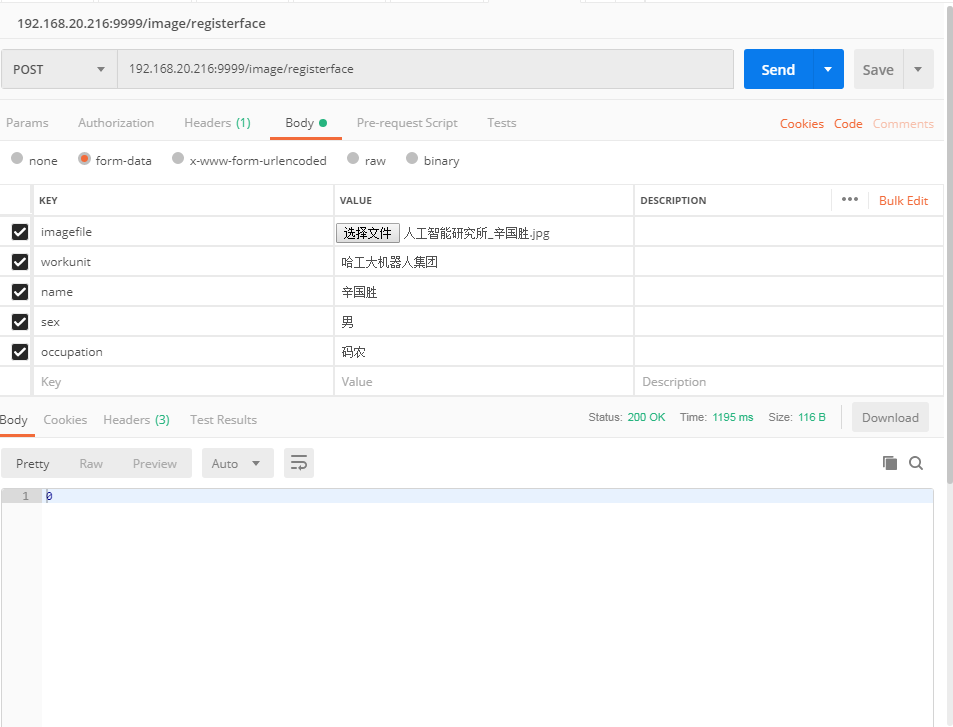 192.168.20.216:9999/image/registerface
POST 192.168.20.216:9999/image/registerface Send Save
Params Authorization Headers (1) Body Pre-request Script Tests Cookies Code Comments
none form-data x-www-form-urlencoded raw binary
KEY VALUE DESCRIPTION ••• Bulk Edit
imagefile 选择文件 人工智能研究所_辛国胜.jpg
workunit 哈工大机器人集团
name 辛国胜
sex 男
occupation 码农
Key Value Description
Body Cookies Headers (3) Test Results Status: 200 OK Time: 1195 ms Size: 116 B Download
Pretty Raw Preview Auto
1 0